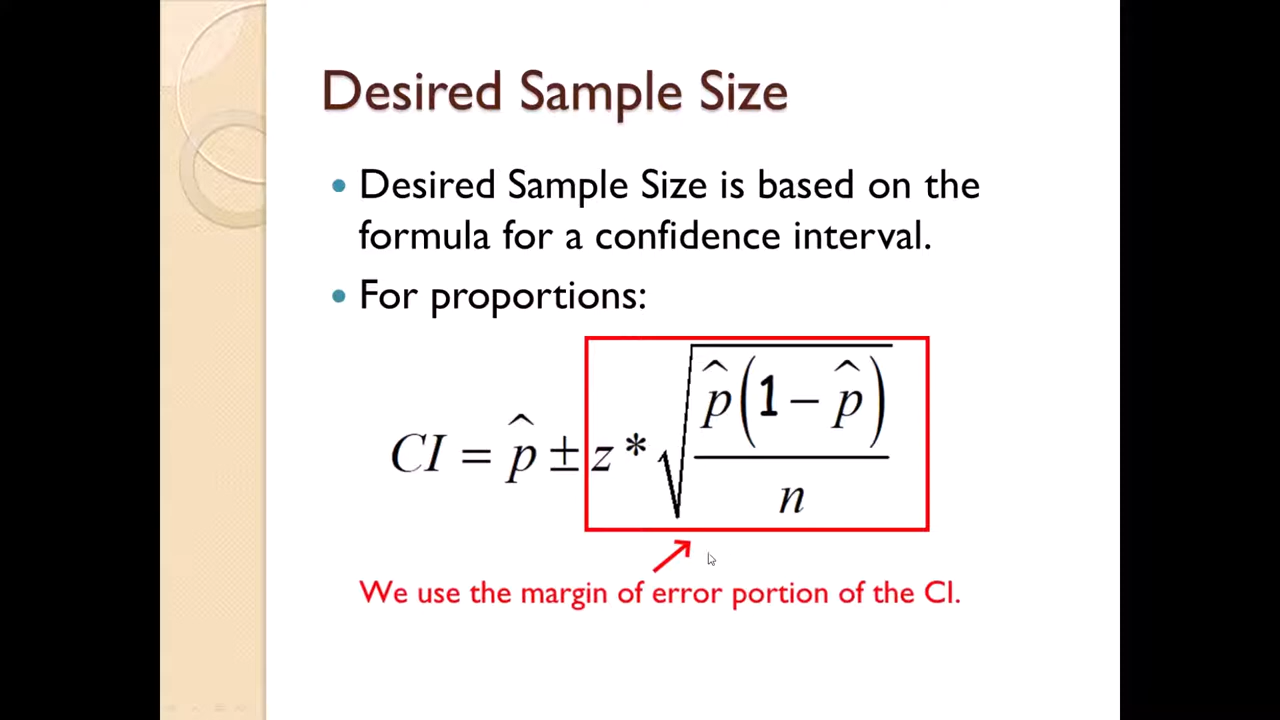 Desired Sample Size
• Desired Sample Size is based on the
formula for a confidence interval.
• For proportions:
CI = p̂ ± z * √(p̂(1 − p̂) / n)
We use the margin of error portion of the CI.